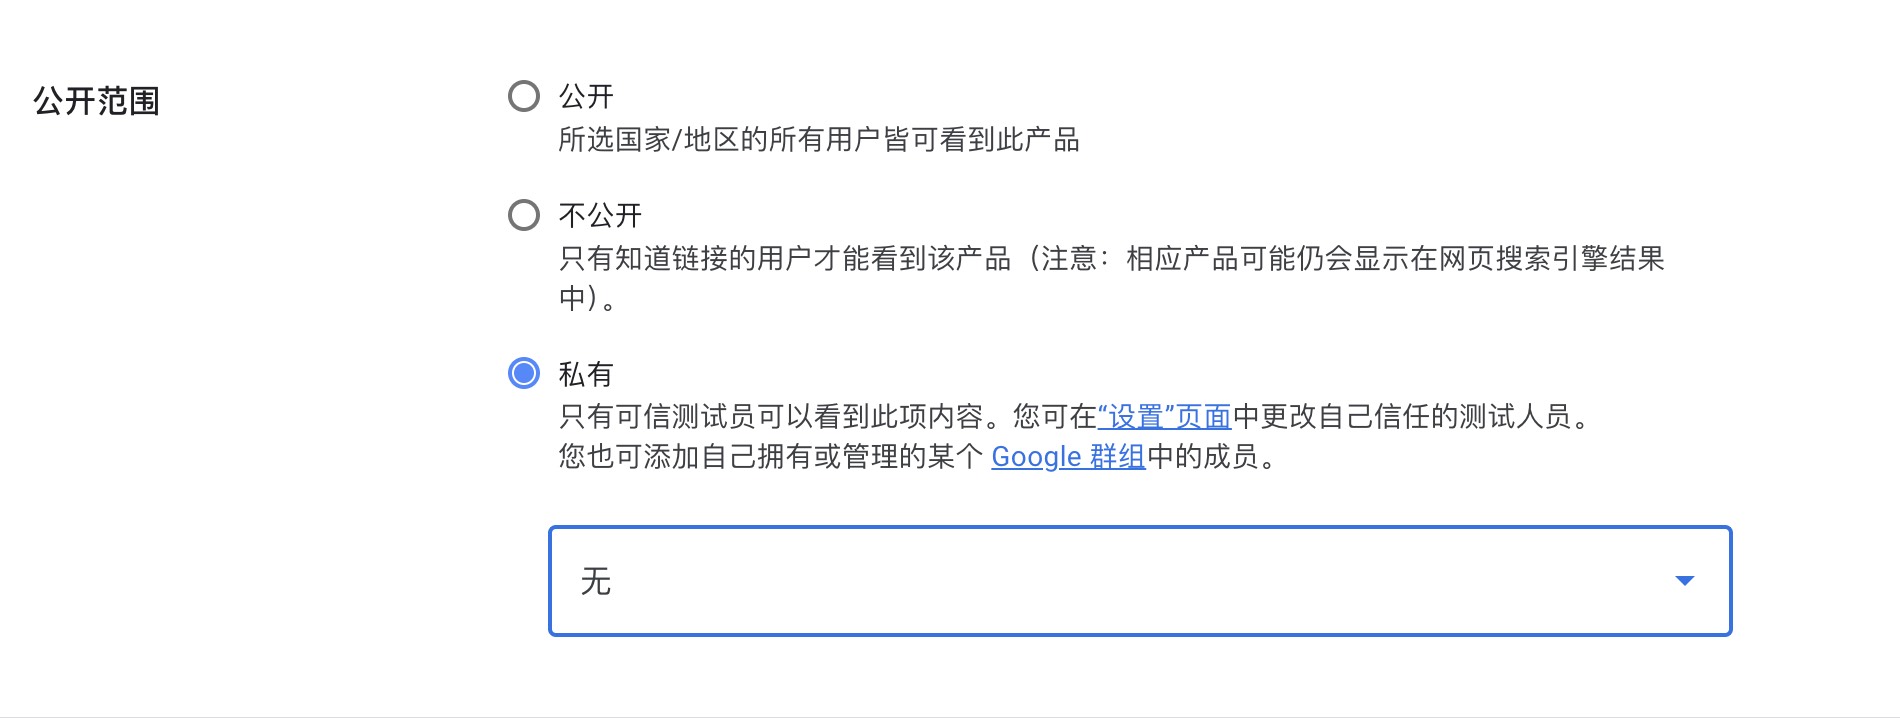 公开范围
公开
所选国家/地区的所有用户皆可看到此产品
不公开
只有知道链接的用户才能看到该产品（注意：相应产品可能仍会显示在网页搜索引擎结果
中）。
私有
只有可信测试员可以看到此项内容。您可在“设置”页面中更改自己信任的测试人员。
您也可添加自己拥有或管理的某个 Google 群组中的成员。
无